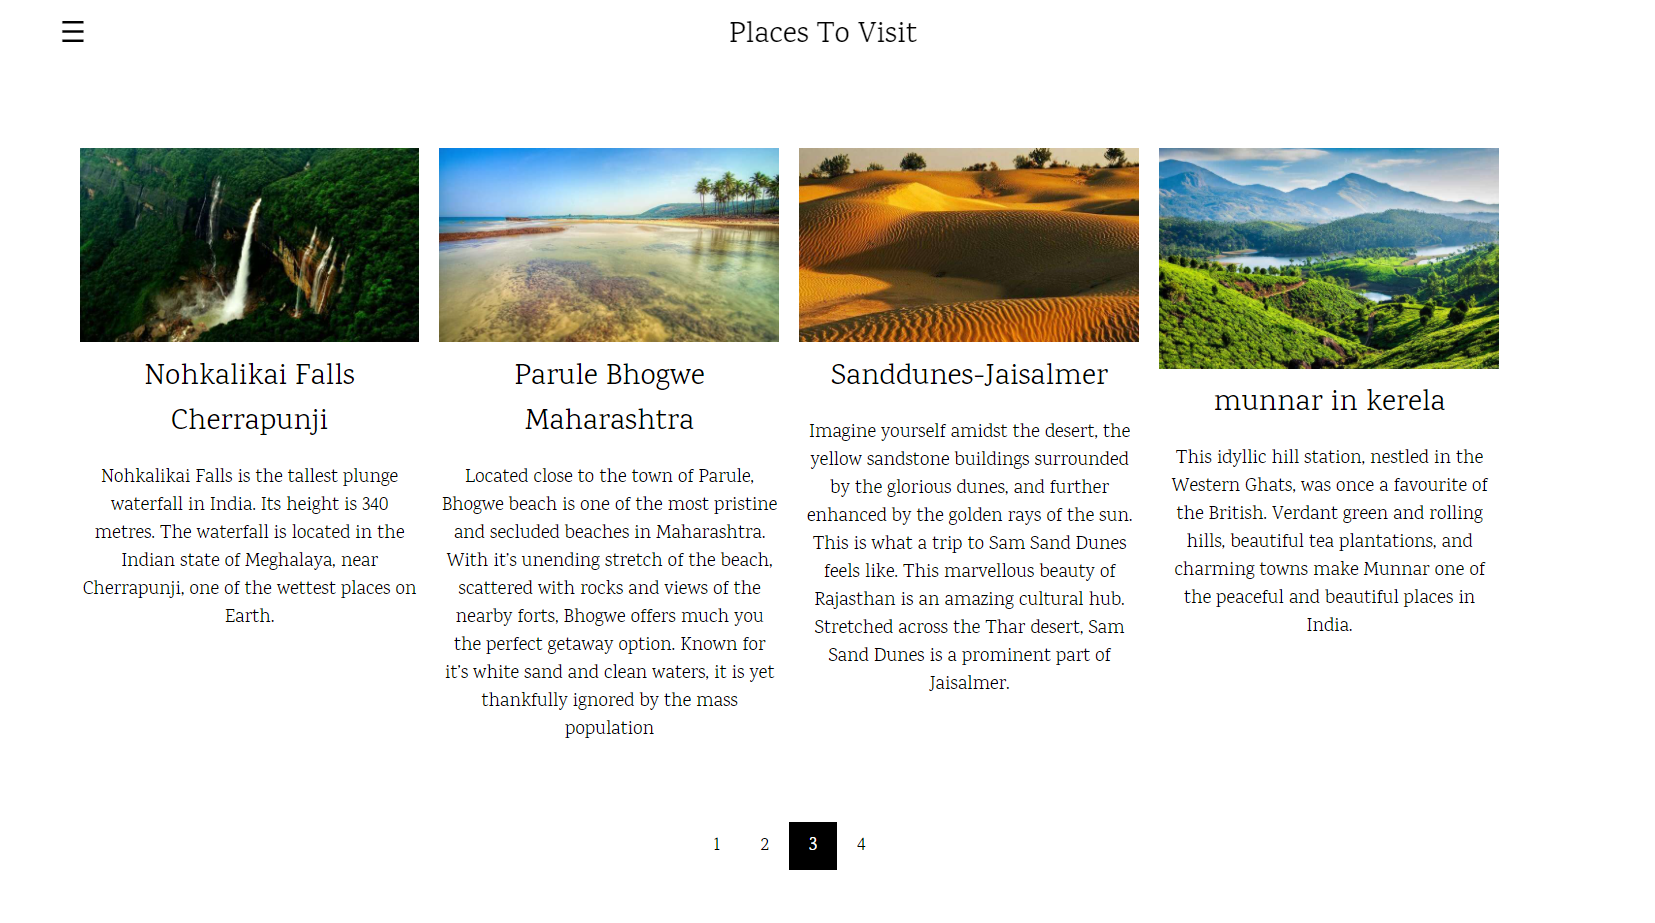 ☰
Places To Visit
Nohkalikai Falls
Cherrapunji
Nohkalikai Falls is the tallest plunge
waterfall in India. Its height is 340
metres. The waterfall is located in the
Indian state of Meghalaya, near
Cherrapunji, one of the wettest places on
Earth.
Parule Bhogwe
Maharashtra
Located close to the town of Parule,
Bhogwe beach is one of the most pristine
and secluded beaches in Maharashtra.
With it’s unending stretch of the beach,
scattered with rocks and views of the
nearby forts, Bhogwe offers much you
the perfect getaway option. Known for
it’s white sand and clean waters, it is yet
thankfully ignored by the mass
population
Sanddunes-Jaisalmer
Imagine yourself amidst the desert, the
yellow sandstone buildings surrounded
by the glorious dunes, and further
enhanced by the golden rays of the sun.
This is what a trip to Sam Sand Dunes
feels like. This marvellous beauty of
Rajasthan is an amazing cultural hub.
Stretched across the Thar desert, Sam
Sand Dunes is a prominent part of
Jaisalmer.
munnar in kerela
This idyllic hill station, nestled in the
Western Ghats, was once a favourite of
the British. Verdant green and rolling
hills, beautiful tea plantations, and
charming towns make Munnar one of
the peaceful and beautiful places in
India.
1 2 3 4